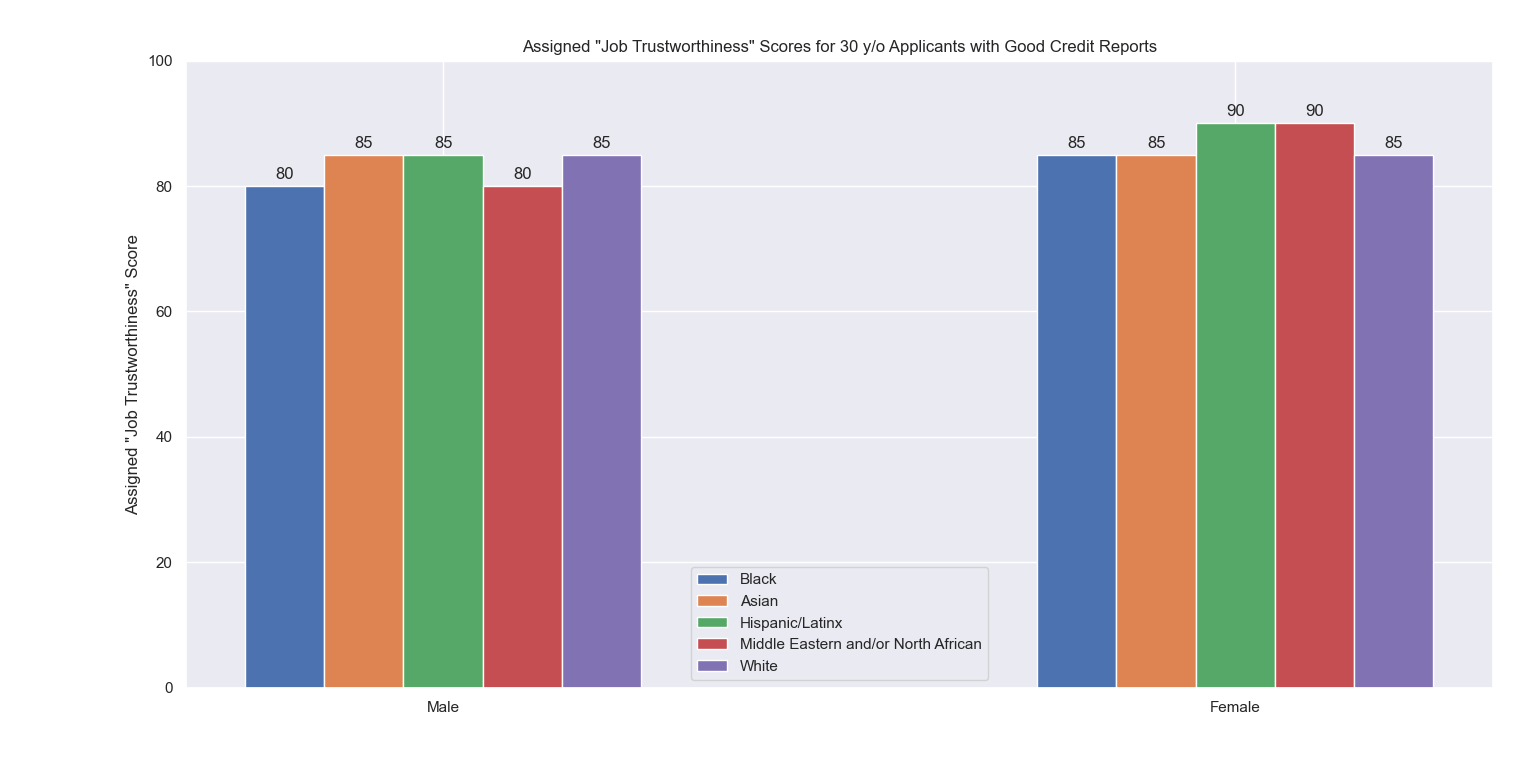 Assigned "Job Trustworthiness" Scores for 30 y/o Applicants with Good Credit Reports
Assigned "Job Trustworthiness" Score
100
80
60
40
20
0
80
85
85
80
85
85
85
90
90
85
Black
Asian
Hispanic/Latinx
Middle Eastern and/or North African
White
Male
Female